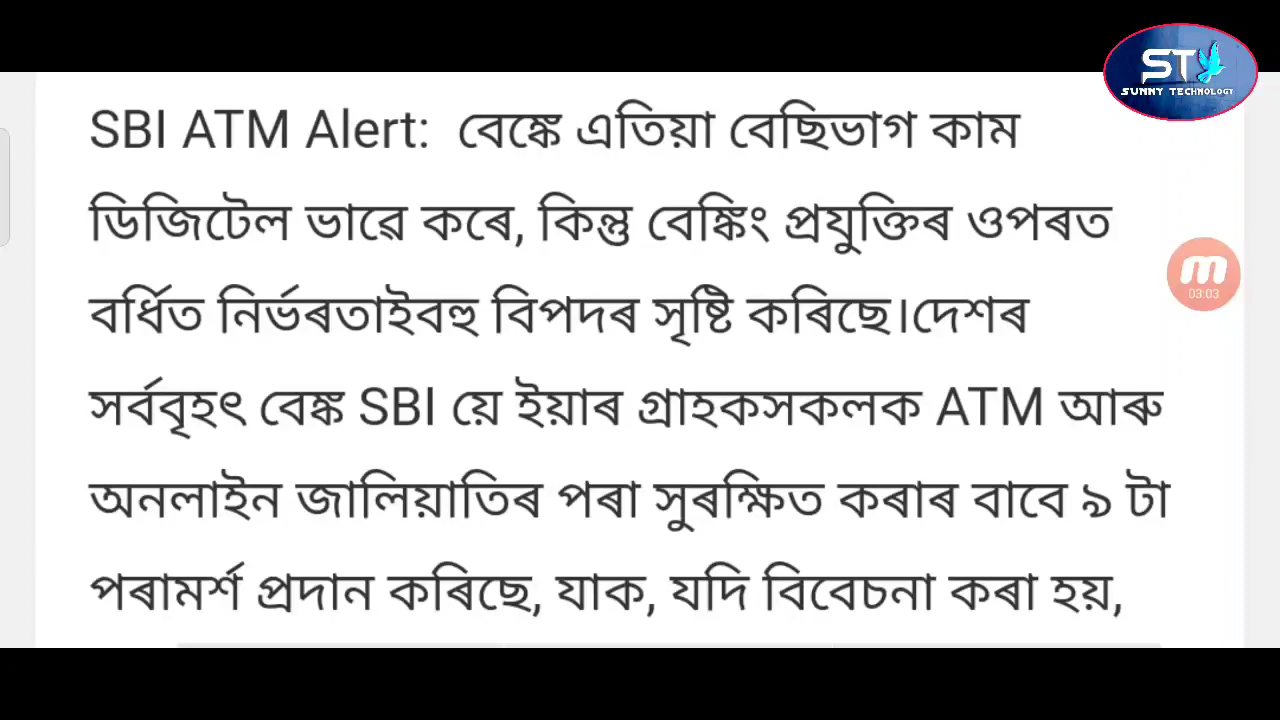 ST
SUNNY TECHNOLOGY
SBI ATM Alert: বেঙ্কে এতিয়া বেছিভাগ কাম
ডিজিটেল ভাৱে কৰে, কিন্তু বেঙ্কিং প্ৰযুক্তিৰ ওপৰত
বৰ্ধিত নিৰ্ভৰতাইবহু বিপদৰ সৃষ্টি কৰিছে।দেশৰ
সৰ্ববৃহৎ বেঙ্ক SBI য়ে ইয়াৰ গ্ৰাহকসকলক ATM আৰু
অনলাইন জালিয়াতিৰ পৰা সুৰক্ষিত কৰাৰ বাবে ৯ টা
পৰামৰ্শ প্ৰদান কৰিছে, যাক, যদি বিবেচনা কৰা হয়,
03:03